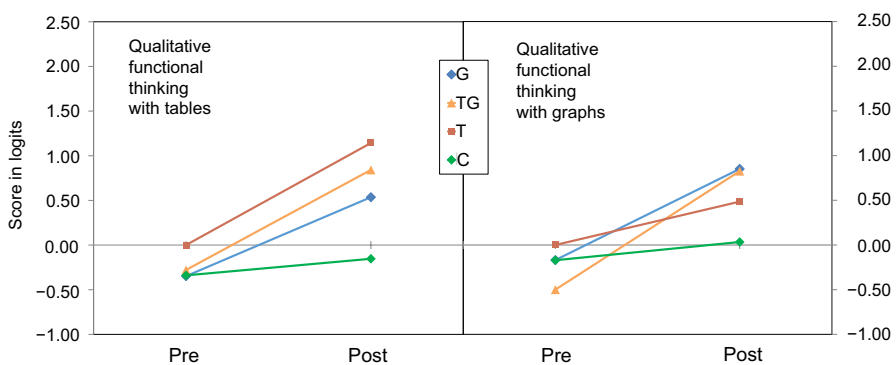 2.50
2.00
1.50
1.00
0.50
0.00
−0.50
−1.00
Score in logits
Qualitative
functional
thinking
with tables
G
TG
T
C
Qualitative
functional
thinking
with graphs
2.50
2.00
1.50
1.00
0.50
0.00
−0.50
−1.00
Pre
Post
Pre
Post